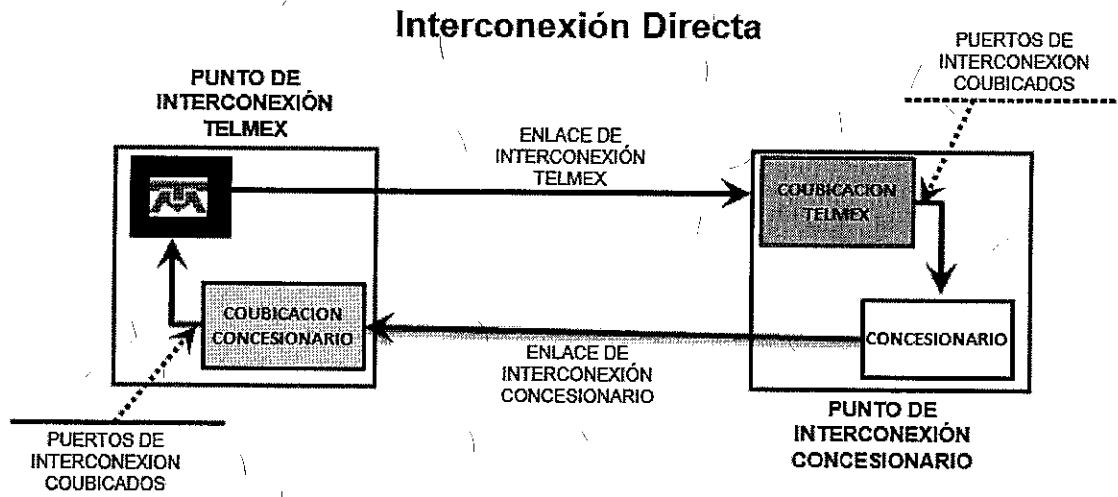 Interconexión Directa
PUNTO DE
INTERCONEXIÓN
TELMEX
PUERTOS DE
INTERCONEXION
COUBICADOS
ENLACE DE
INTERCONEXIÓN
TELMEX
COUBICACION
TELMEX
COUBICACION
CONCESIONARIO
CONCESIONARIO
ENLACE DE
INTERCONEXIÓN
CONCESIONARIO
PUERTOS DE
INTERCONEXION
COUBICADOS
PUNTO DE
INTERCONEXIÓN
CONCESIONARIO